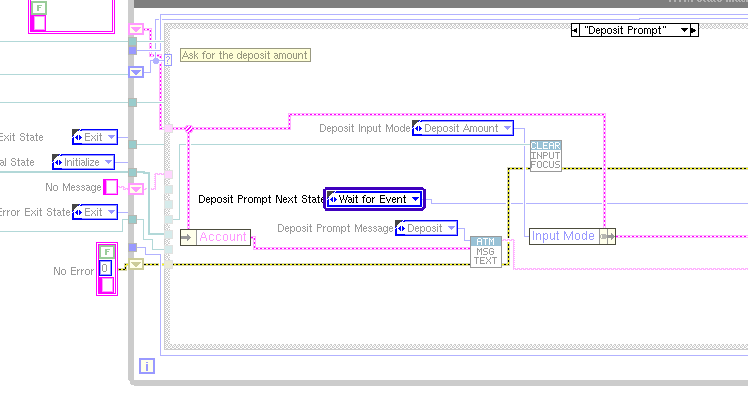 F
"Deposit Prompt"
?
Ask for the deposit amount
Exit State
Exit
Deposit Input Mode
Deposit Amount
CLEAR
INPUT
FOCUS
al State
Initialize
No Message
Deposit Prompt Next State
Wait for Event
Error Exit State
Exit
Deposit Prompt Message
Deposit
Account
Input Mode
ATM
MSG
TEXT
F
No Error
0
i